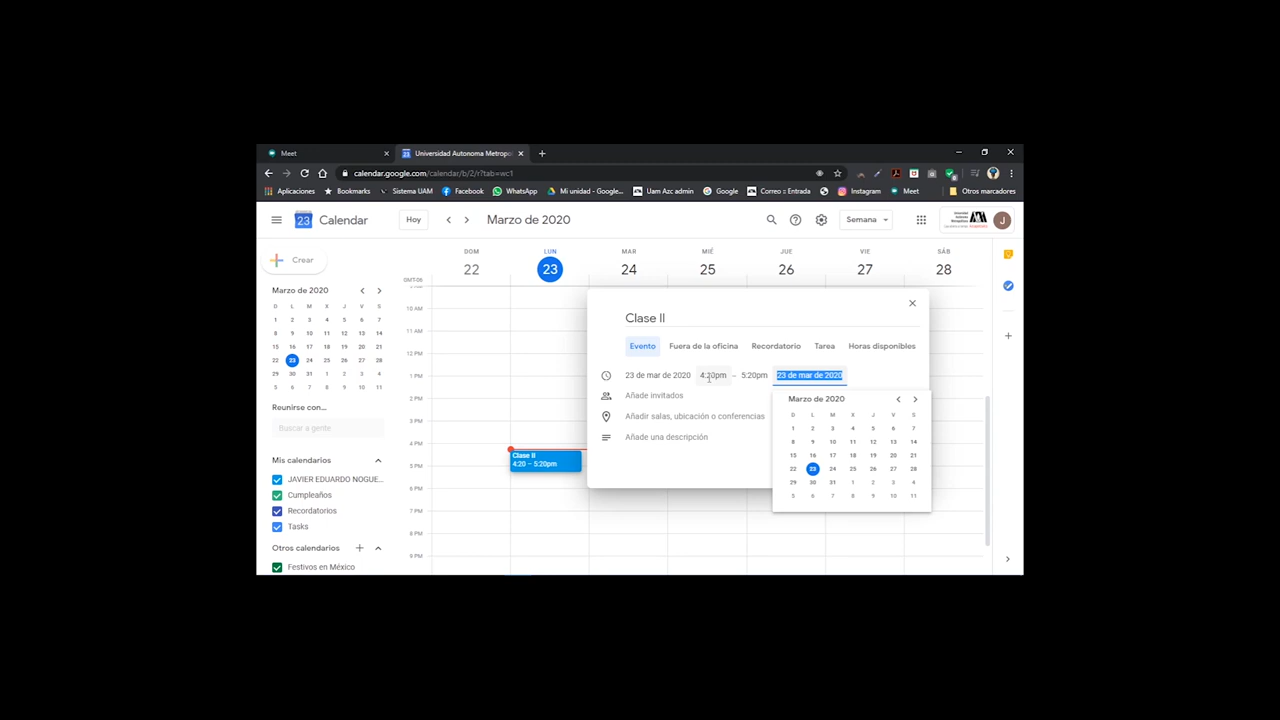 Meet
Universidad Autonoma Metropo
calendar.google.com/calendar/b/2/r?tab=wc1
Aplicaciones Bookmarks Sistema UAM Facebook WhatsApp Mi unidad - Google... Uam Azc admin Google Correo :: Entrada Instagram Meet Otros marcadores
23 Calendar Hoy Marzo de 2020 Semana J
Crear
DOM LUN MAR MIÉ JUE VIE SÁB
22 23 24 25 26 27 28
GMT-06
Marzo de 2020
D L M X J V S
1 2 3 4 5 6 7
8 9 10 11 12 13 14
15 16 17 18 19 20 21
22 23 24 25 26 27 28
29 30 31 1 2 3 4
5 6 7 8 9 10 11
Reunirse con...
Buscar a gente
Mis calendarios
JAVIER EDUARDO NOGUE...
Cumpleaños
Recordatorios
Tasks
Otros calendarios
Festivos en México
10 AM
11 AM
12 PM
1 PM
2 PM
3 PM
4 PM
5 PM
6 PM
7 PM
8 PM
9 PM
Clase II
4:20 – 5:20pm
Clase II
Evento Fuera de la oficina Recordatorio Tarea Horas disponibles
23 de mar de 2020 4:20pm – 5:20pm 23 de mar de 2020
Añade invitados
Añadir salas, ubicación o conferencias
Añade una descripción
Marzo de 2020
D L M X J V S
1 2 3 4 5 6 7
8 9 10 11 12 13 14
15 16 17 18 19 20 21
22 23 24 25 26 27 28
29 30 31 1 2 3 4
5 6 7 8 9 10 11